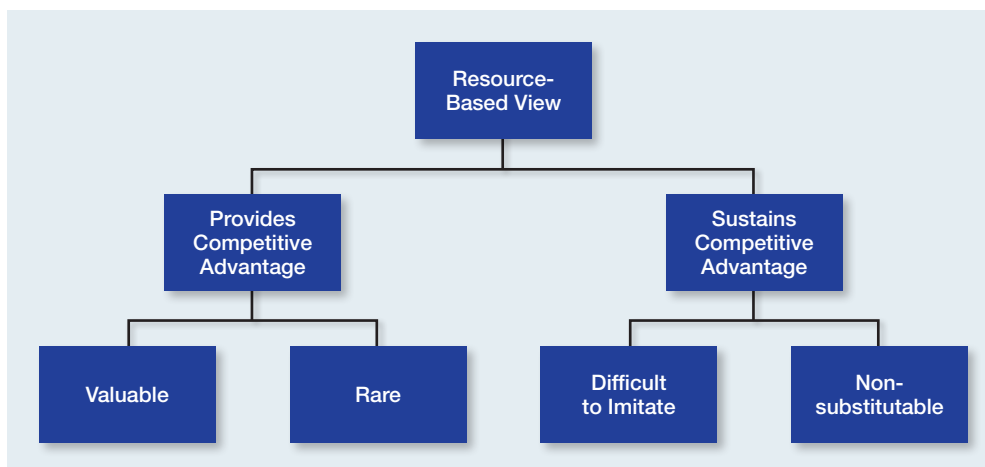 Resource-
Based View
Provides
Competitive
Advantage
Sustains
Competitive
Advantage
Valuable
Rare
Difficult
to Imitate
Non-
substitutable